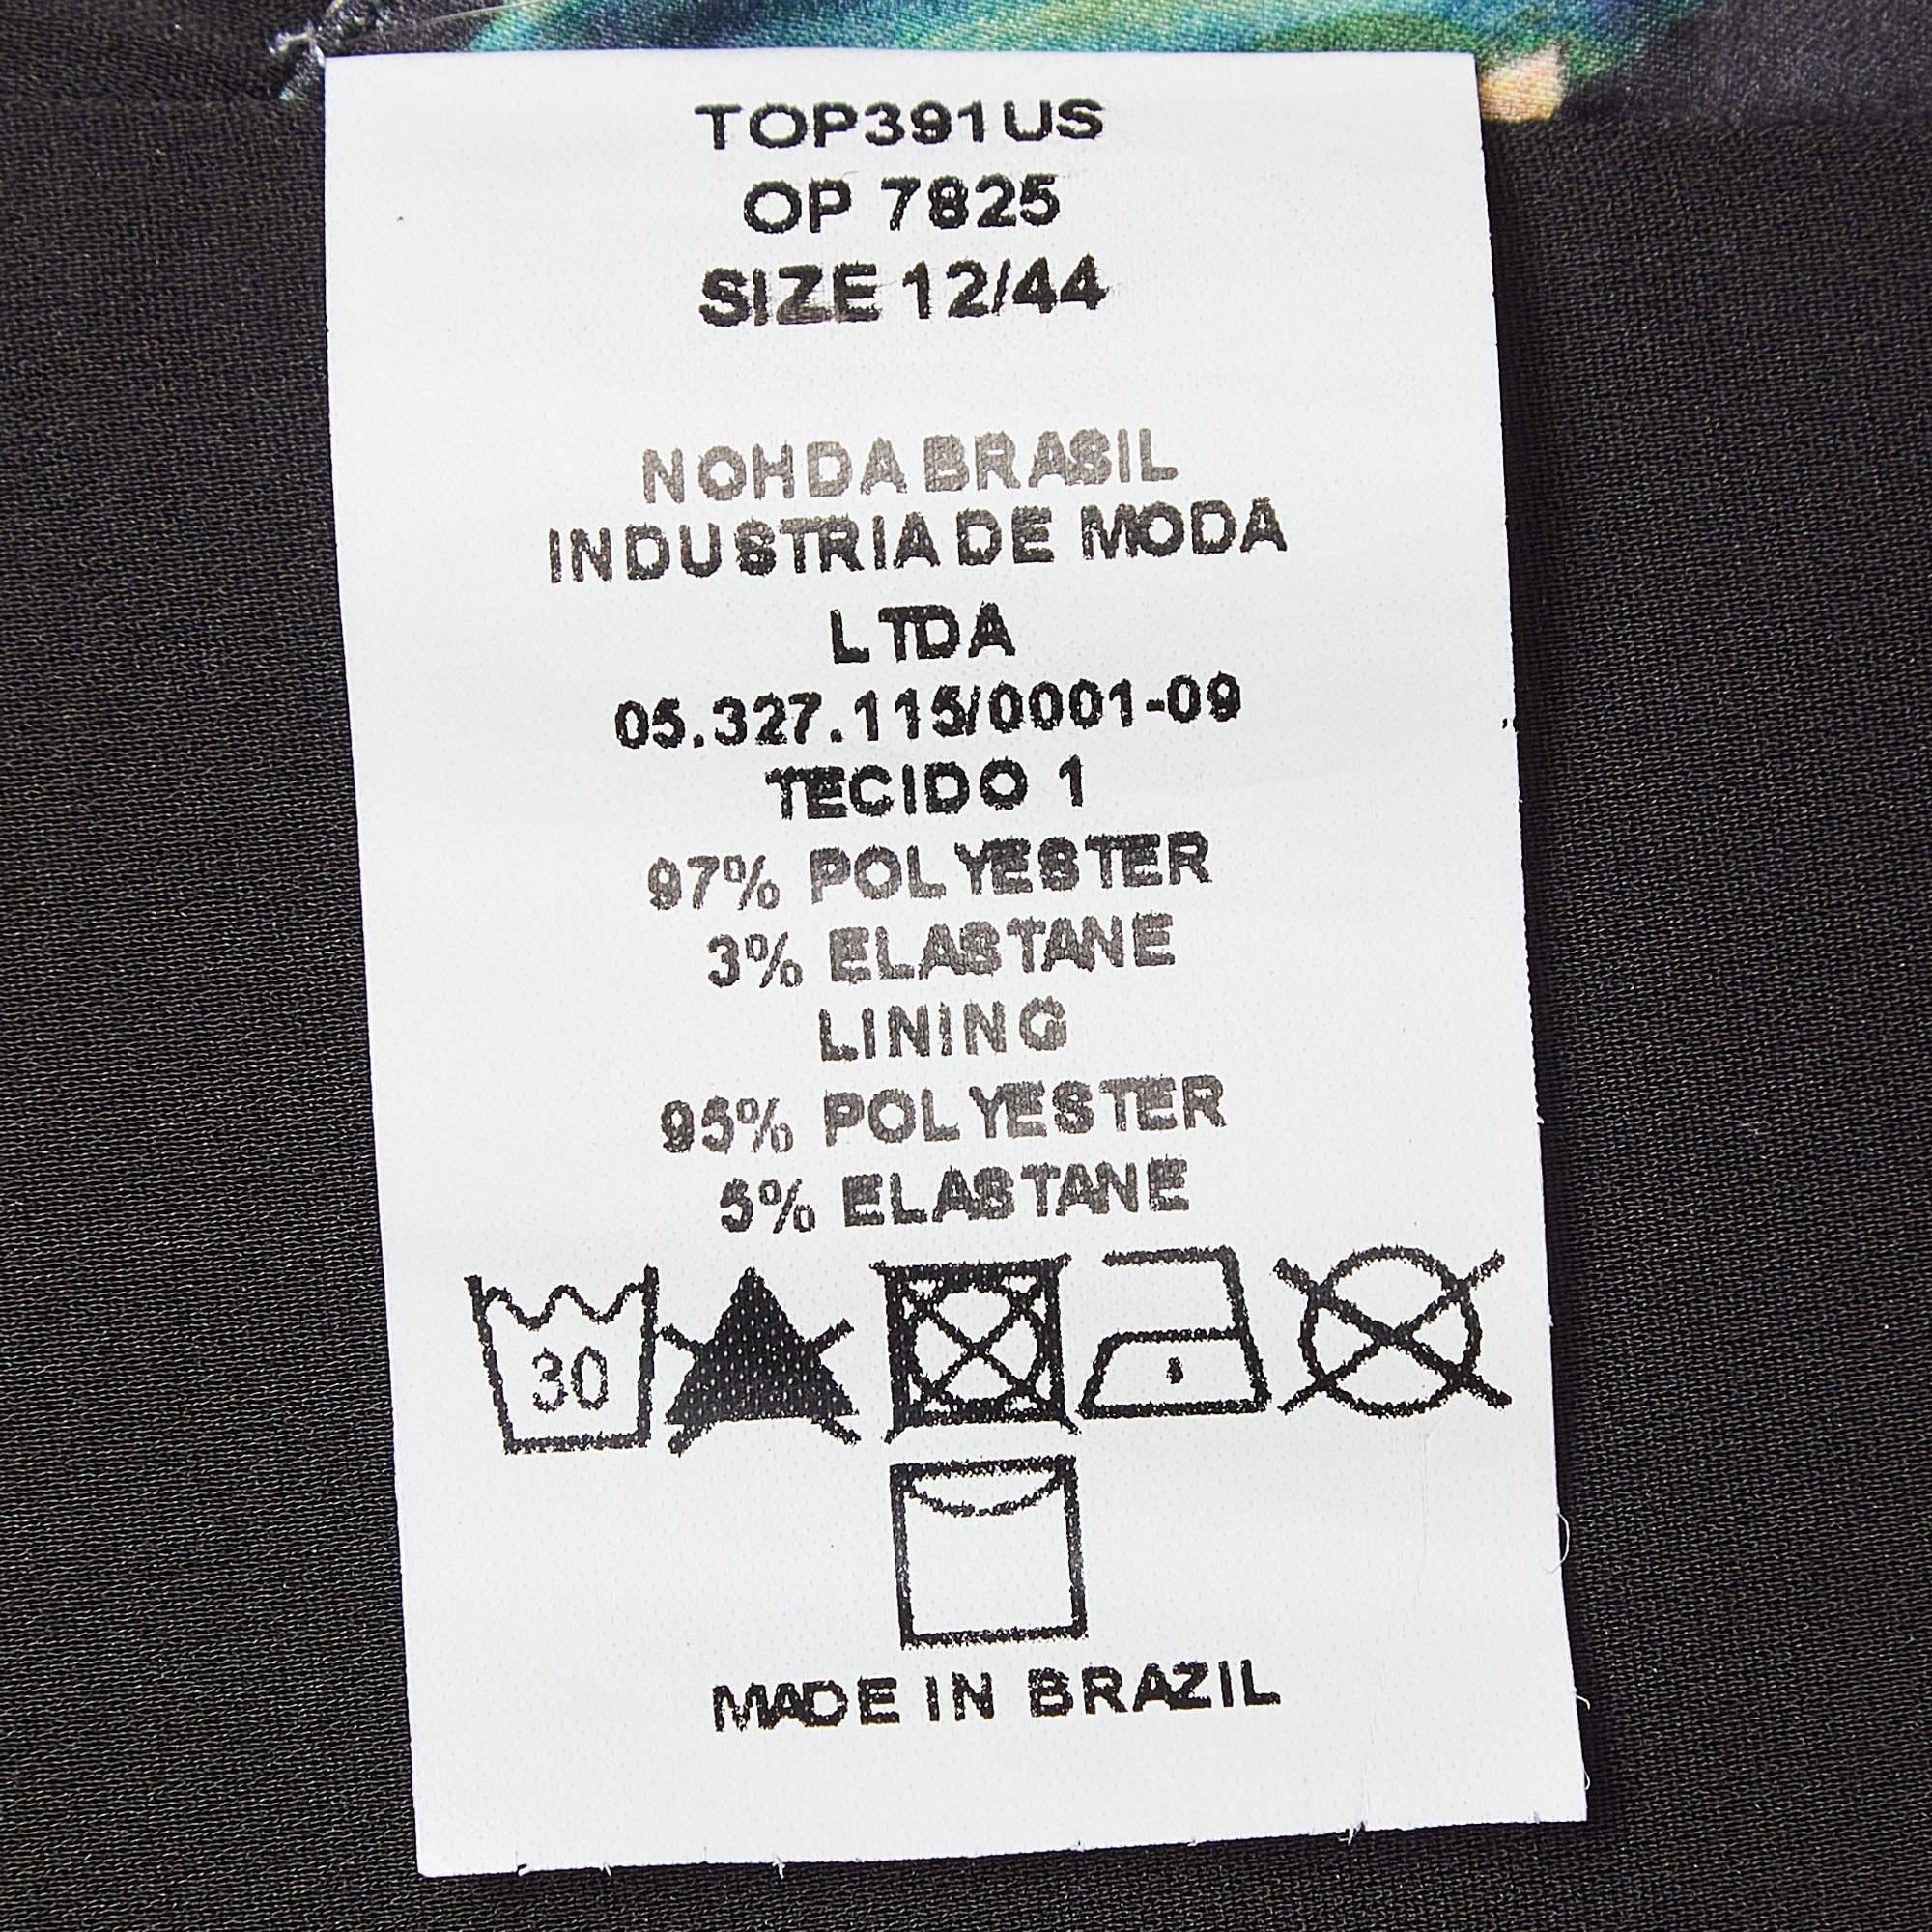 TOP391US
OP 7825
SIZE 12/44
NOHDA BRASIL
INDUSTRIA DE MODA
LTDA
05.327.115/0001-09
TECIDO 1
97% POLYESTER
3% ELASTANE
LINING
95% POLYESTER
5% ELASTANE
30
MADE IN BRAZIL